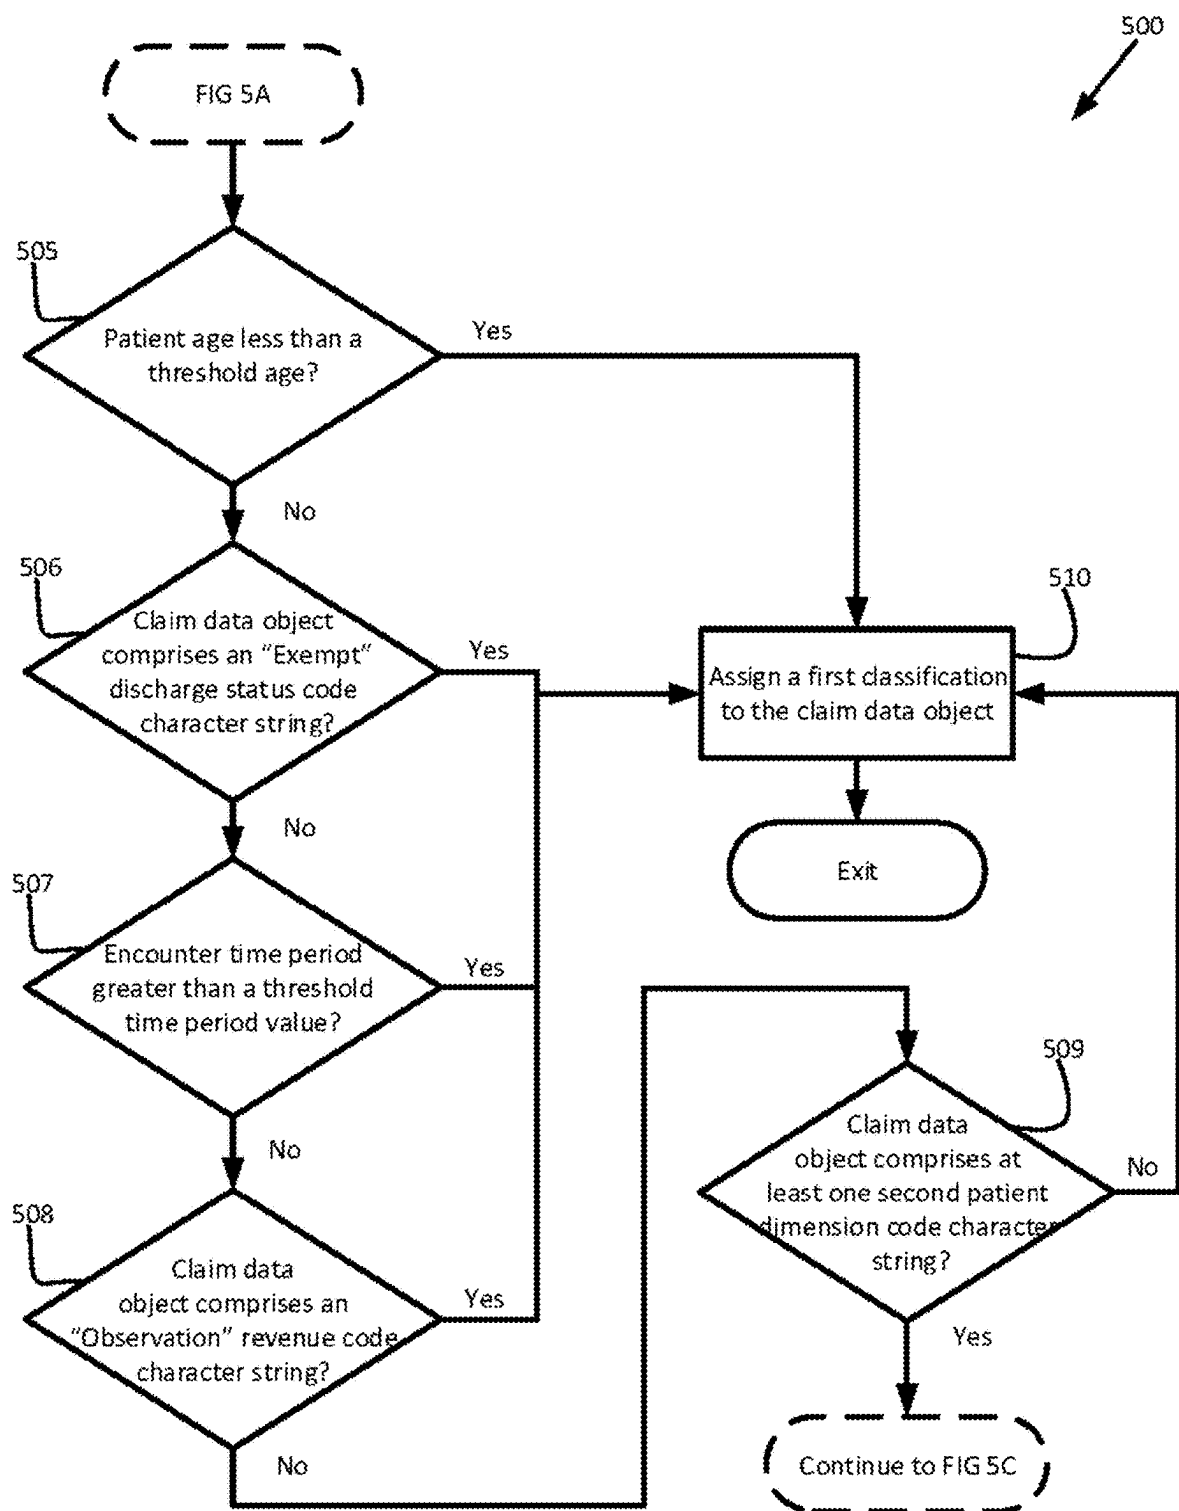 500
FIG 5A
505
Patient age less than a
threshold age?
Yes
No
506
Claim data object
comprises an “Exempt”
discharge status code
character string?
Yes
No
510
Assign a first classification
to the claim data object
Exit
507
Encounter time period
greater than a threshold
time period value?
Yes
No
508
Claim data
object comprises an
“Observation” revenue code
character string?
Yes
No
509
Claim data
object comprises at
least one second patient
dimension code character
string?
No
Yes
Continue to FIG 5C